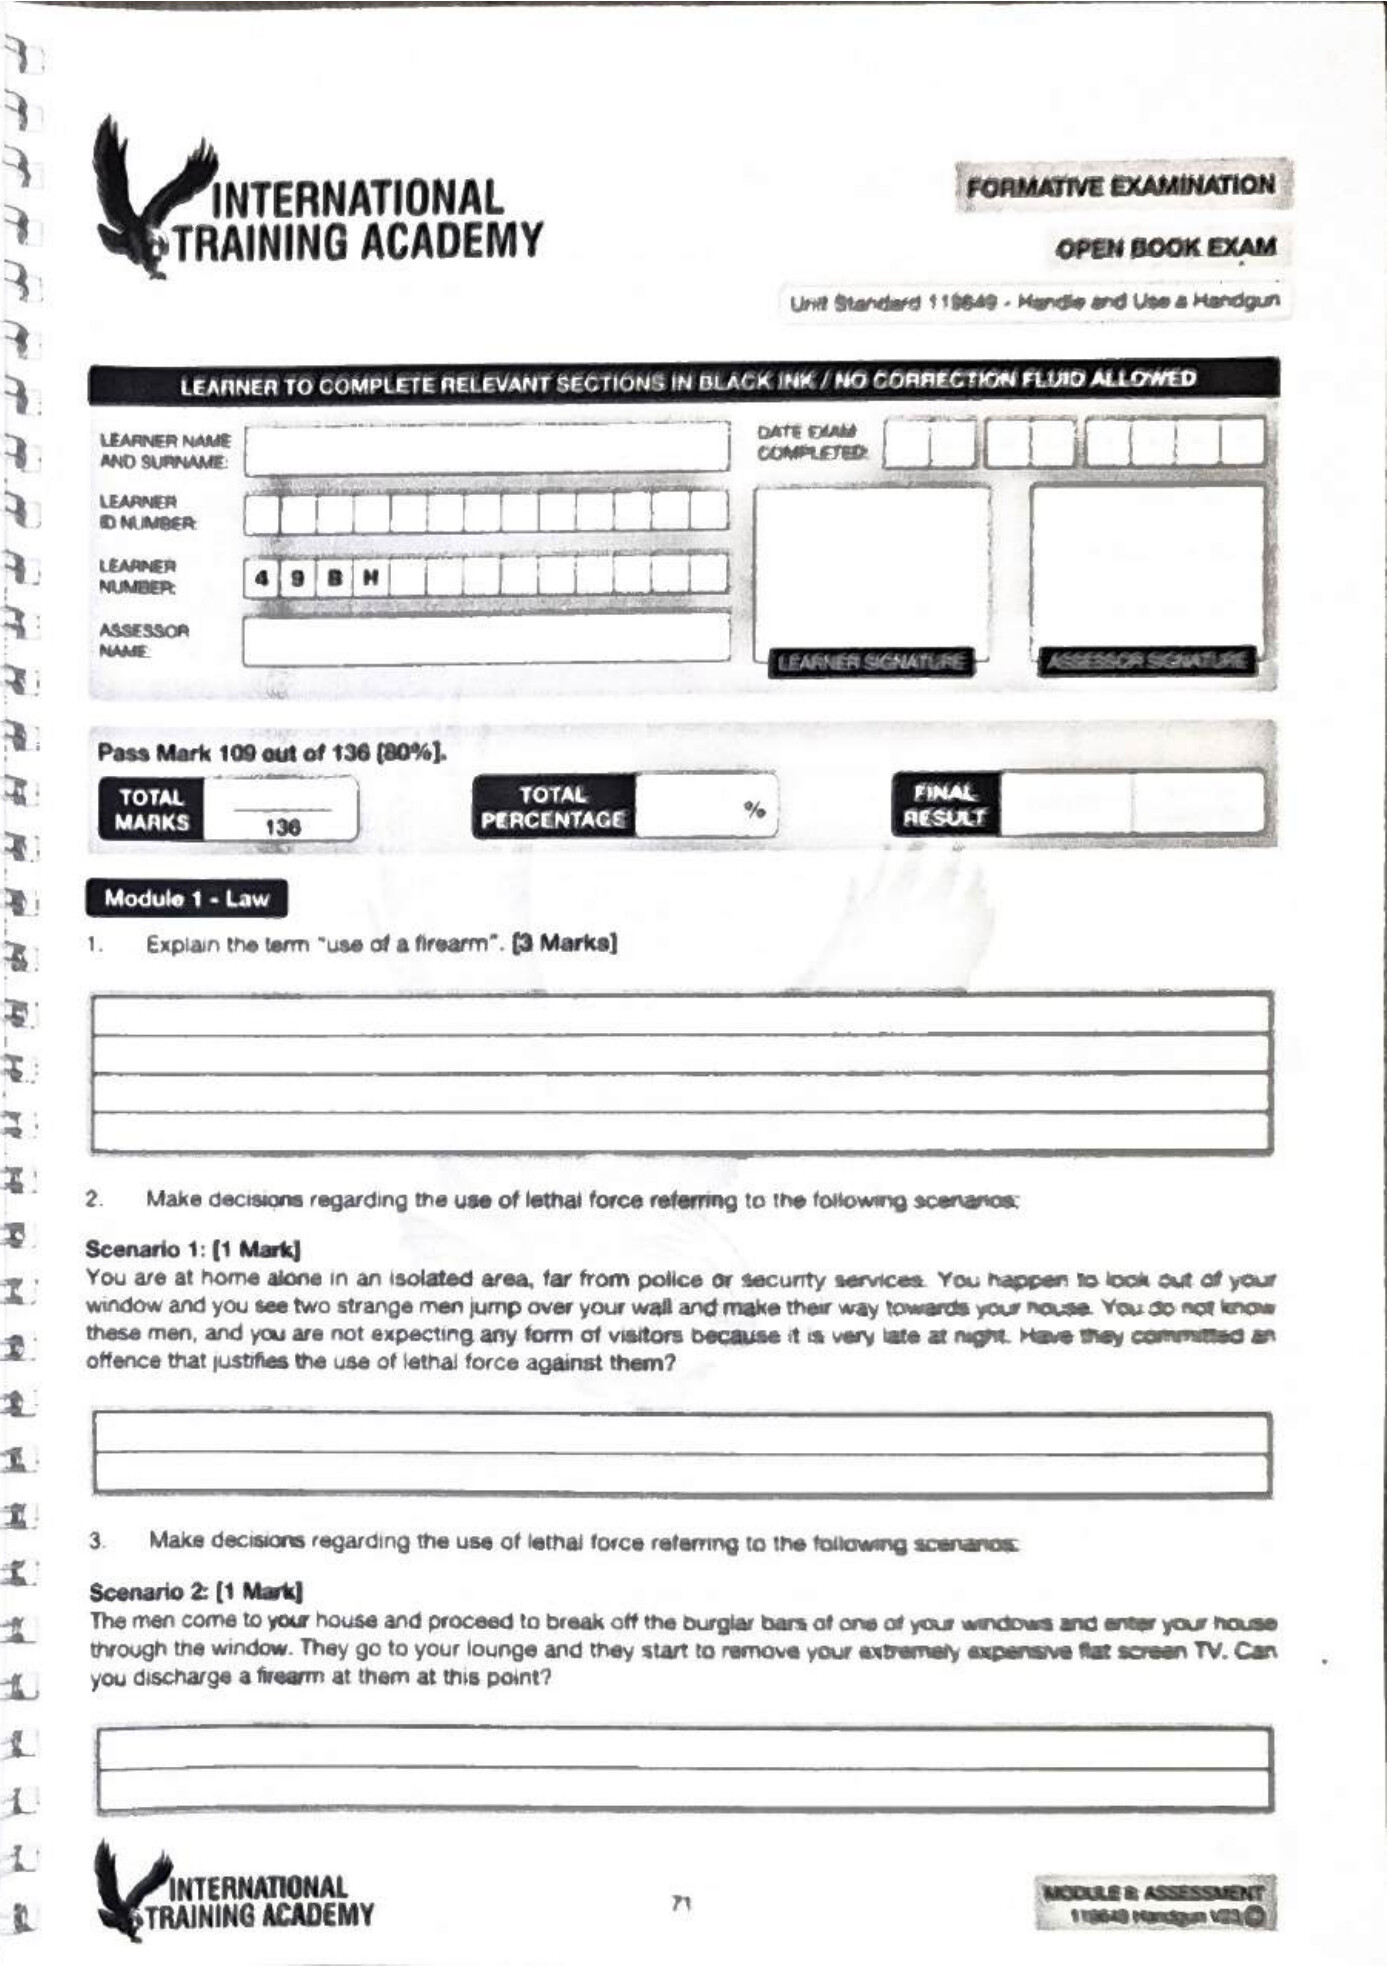 INTERNATIONAL
TRAINING ACADEMY
FORMATIVE EXAMINATION
OPEN BOOK EXAM
Unit Standard 119649 - Handle and Use a Handgun
LEARNER TO COMPLETE RELEVANT SECTIONS IN BLACK INK / NO CORRECTION FLUID ALLOWED
LEARNER NAME
AND SURNAME:
DATE EXAM
COMPLETED:
LEARNER
ID NUMBER:
LEARNER
NUMBER:
4 9 B H
ASSESSOR
NAME:
LEARNER SIGNATURE
ASSESSOR SIGNATURE
Pass Mark 109 out of 136 [80%].
TOTAL
MARKS
136
TOTAL
PERCENTAGE
%
FINAL
RESULT
Module 1 - Law
1. Explain the term "use of a firearm". [3 Marks]
2. Make decisions regarding the use of lethal force referring to the following scenarios:
Scenario 1: [1 Mark]
You are at home alone in an isolated area, far from police or security services. You happen to look out of your
window and you see two strange men jump over your wall and make their way towards your house. You do not know
these men, and you are not expecting any form of visitors because it is very late at night. Have they committed an
offence that justifies the use of lethal force against them?
3. Make decisions regarding the use of lethal force referring to the following scenarios:
Scenario 2: [1 Mark]
The men come to your house and proceed to break off the burglar bars of one of your windows and enter your house
through the window. They go to your lounge and they start to remove your extremely expensive flat screen TV. Can
you discharge a firearm at them at this point?
INTERNATIONAL
TRAINING ACADEMY
71
MODULE 8: ASSESSMENT
119649 Handgun V23 ©